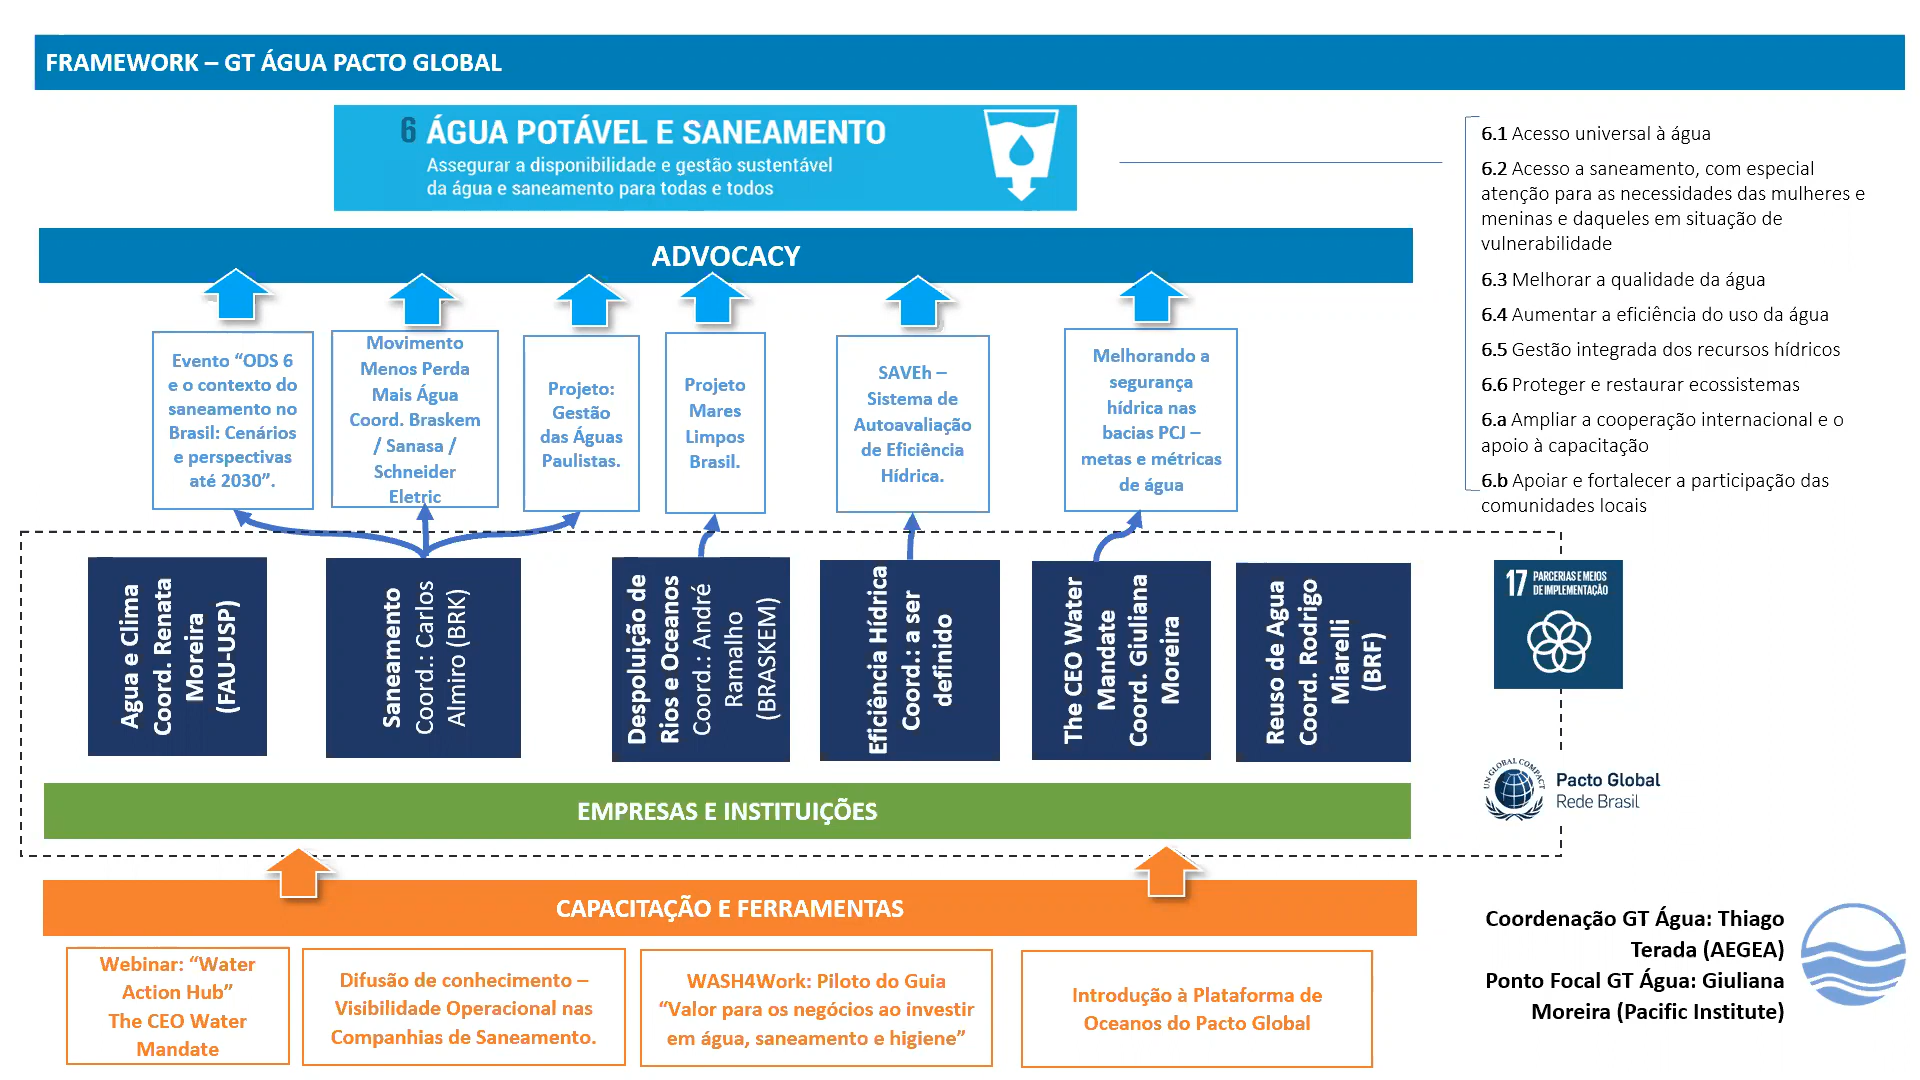 FRAMEWORK – GT ÁGUA PACTO GLOBAL
6 ÁGUA POTÁVEL E SANEAMENTO
Assegurar a disponibilidade e gestão sustentável
da água e saneamento para todas e todos
6.1 Acesso universal à água
6.2 Acesso a saneamento, com especial
atenção para as necessidades das mulheres e
meninas e daqueles em situação de
vulnerabilidade
6.3 Melhorar a qualidade da água
6.4 Aumentar a eficiência do uso da água
6.5 Gestão integrada dos recursos hídricos
6.6 Proteger e restaurar ecossistemas
6.a Ampliar a cooperação internacional e o
apoio à capacitação
6.b Apoiar e fortalecer a participação das
comunidades locais
ADVOCACY
Evento “ODS 6
e o contexto do
saneamento no
Brasil: Cenários
e perspectivas
até 2030”.
Movimento
Menos Perda
Mais Água
Coord. Braskem
/ Sanasa /
Schneider
Eletric
Projeto:
Gestão
das Águas
Paulistas.
Projeto
Mares
Limpos
Brasil.
SAVEh –
Sistema de
Autoavaliação
de Eficiência
Hídrica.
Melhorando a
segurança
hídrica nas
bacias PCJ –
metas e métricas
de água
Agua e Clima
Coord. Renata
Moreira
(FAU-USP)
Saneamento
Coord.: Carlos
Almiro (BRK)
Despoluição de
Rios e Oceanos
Coord.: André
Ramalho
(BRASKEM)
Eficiência Hídrica
Coord.: a ser
definido
The CEO Water
Mandate
Coord. Giuliana
Moreira
Reuso de Agua
Coord. Rodrigo
Miarelli
(BRF)
17 PARCERIAS E MEIOS
DE IMPLEMENTAÇÃO
UN GLOBAL COMPACT
Pacto Global
Rede Brasil
EMPRESAS E INSTITUIÇÕES
CAPACITAÇÃO E FERRAMENTAS
Webinar: “Water
Action Hub”
The CEO Water
Mandate
Difusão de conhecimento –
Visibilidade Operacional nas
Companhias de Saneamento.
WASH4Work: Piloto do Guia
“Valor para os negócios ao investir
em água, saneamento e higiene”
Introdução à Plataforma de
Oceanos do Pacto Global
Coordenação GT Água: Thiago
Terada (AEGEA)
Ponto Focal GT Água: Giuliana
Moreira (Pacific Institute)